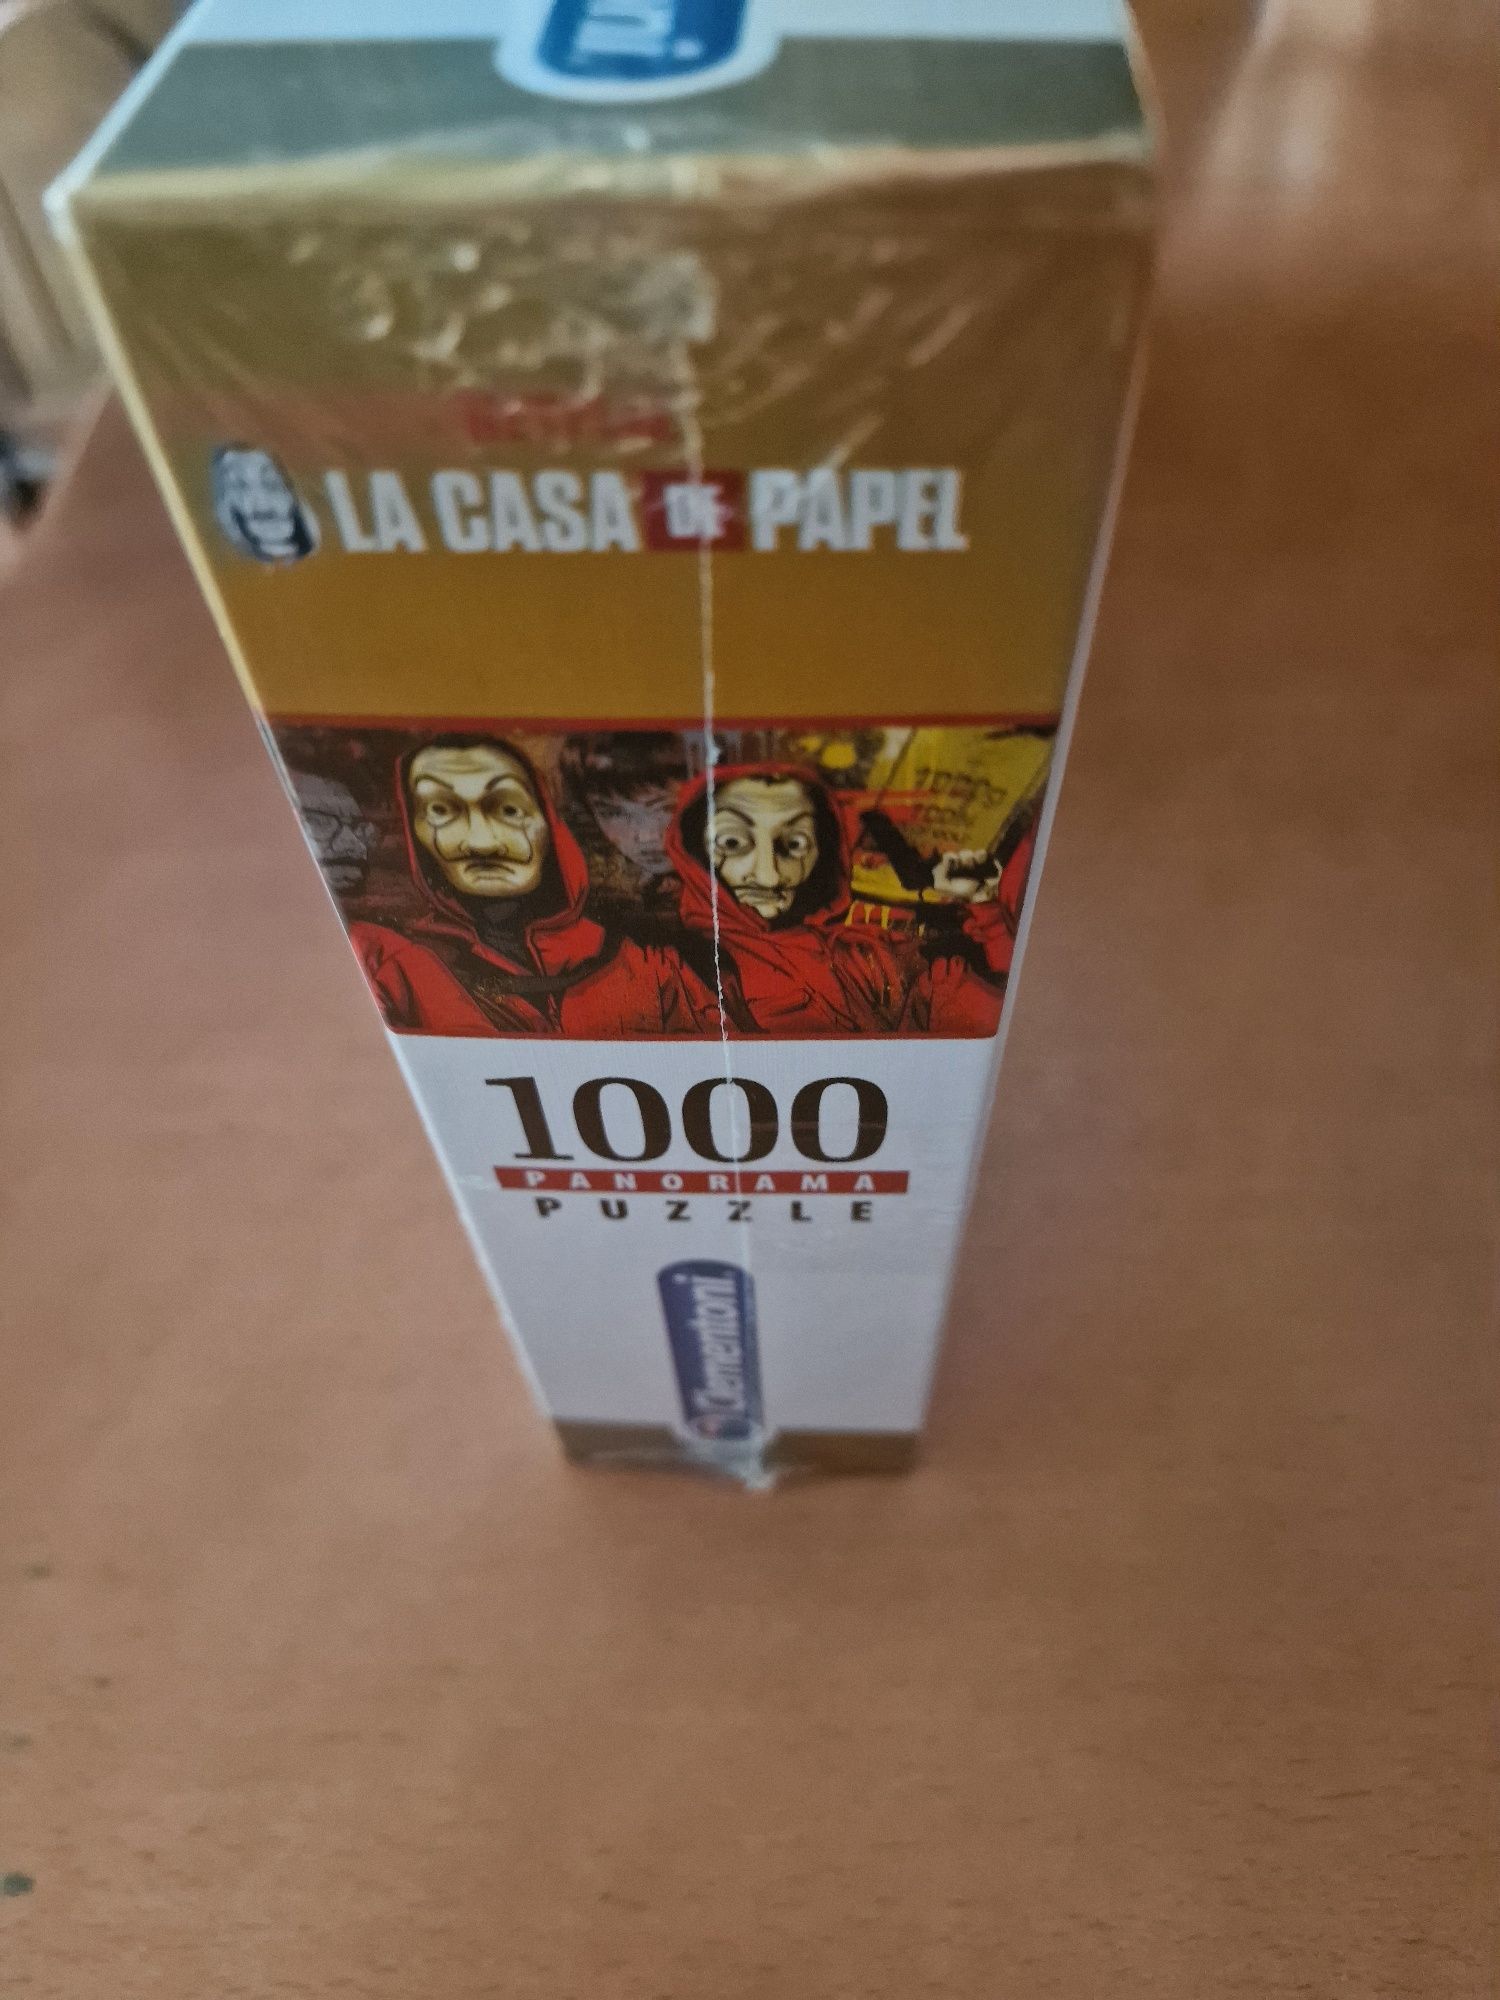 LA CASA DE PAPEL
1000
PANORAMA
PUZZLE
Clementoni